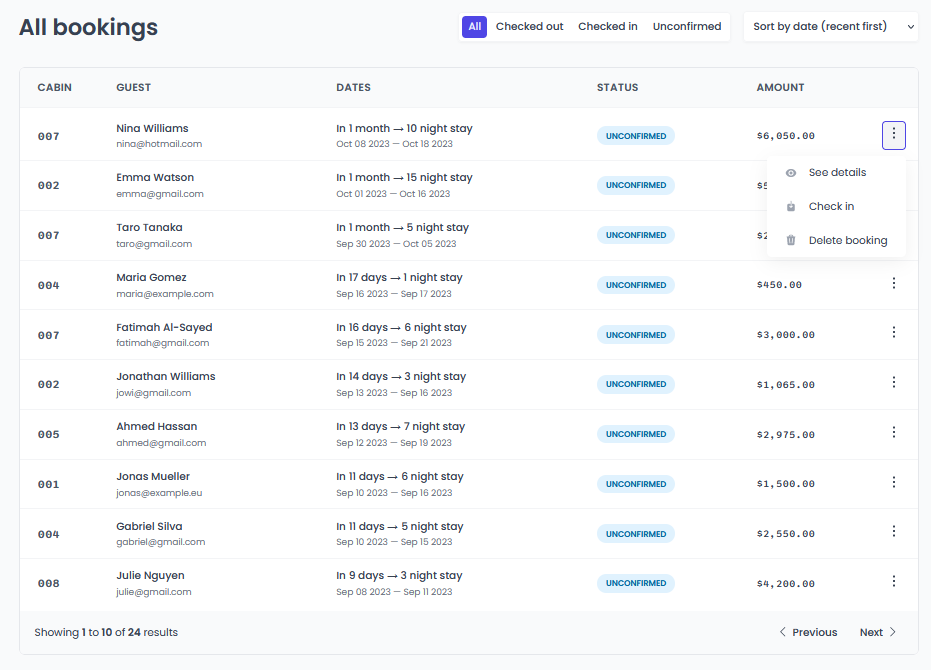 All bookings
All Checked out Checked in Unconfirmed Sort by date (recent first)
CABIN GUEST DATES STATUS AMOUNT
007 Nina Williams In 1 month → 10 night stay UNCONFIRMED $6,050.00
nina@hotmail.com Oct 08 2023 — Oct 18 2023
See details
002 Emma Watson In 1 month → 15 night stay UNCONFIRMED
emma@gmail.com Oct 01 2023 — Oct 16 2023
Check in
007 Taro Tanaka In 1 month → 5 night stay UNCONFIRMED
taro@gmail.com Sep 30 2023 — Oct 05 2023
Delete booking
004 Maria Gomez In 17 days → 1 night stay UNCONFIRMED $450.00
maria@example.com Sep 16 2023 — Sep 17 2023
007 Fatimah Al-Sayed In 16 days → 6 night stay UNCONFIRMED $3,000.00
fatimah@gmail.com Sep 15 2023 — Sep 21 2023
002 Jonathan Williams In 14 days → 3 night stay UNCONFIRMED $1,065.00
jowi@gmail.com Sep 13 2023 — Sep 16 2023
005 Ahmed Hassan In 13 days → 7 night stay UNCONFIRMED $2,975.00
ahmed@gmail.com Sep 12 2023 — Sep 19 2023
001 Jonas Mueller In 11 days → 6 night stay UNCONFIRMED $1,500.00
jonas@example.eu Sep 10 2023 — Sep 16 2023
004 Gabriel Silva In 11 days → 5 night stay UNCONFIRMED $2,550.00
gabriel@gmail.com Sep 10 2023 — Sep 15 2023
008 Julie Nguyen In 9 days → 3 night stay UNCONFIRMED $4,200.00
julie@gmail.com Sep 08 2023 — Sep 11 2023
Showing 1 to 10 of 24 results Previous Next